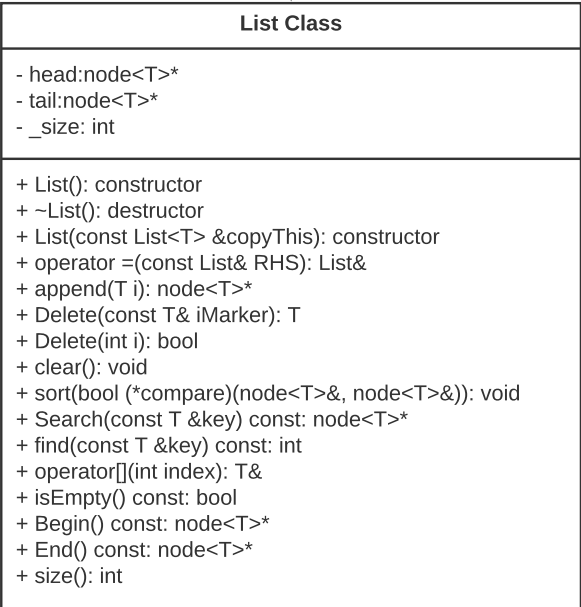 List Class
- head:node<T>*
- tail:node<T>*
- _size: int
+ List(): constructor
+ ~List(): destructor
+ List(const List<T> &copyThis): constructor
+ operator =(const List& RHS): List&
+ append(T i): node<T>*
+ Delete(const T& iMarker): T
+ Delete(int i): bool
+ clear(): void
+ sort(bool (*compare)(node<T>&, node<T>&)): void
+ Search(const T &key) const: node<T>*
+ find(const T &key) const: int
+ operator[](int index): T&
+ isEmpty() const: bool
+ Begin() const: node<T>*
+ End() const: node<T>*
+ size(): int